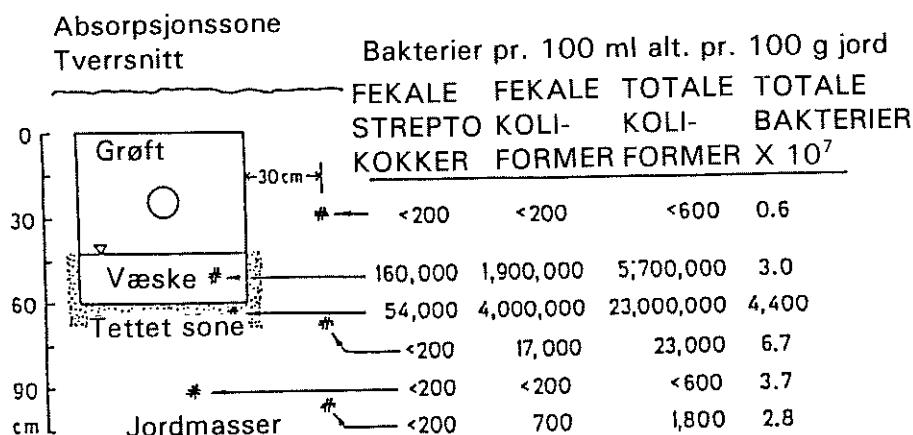 Absorpsjonssone
Tverrsnitt
Bakterier pr. 100 ml alt. pr. 100 g jord
FEKALE FEKALE TOTALE TOTALE
STREPTO KOLI- KOLI- BAKTERIER
KOKKER FORMER FORMER X 10⁷
0
Grøft
30 cm
30
<200 <200 <600 0.6
Væske
160,000 1,900,000 5,700,000 3.0
60
54,000 4,000,000 23,000,000 4,400
Tettet sone
<200 17,000 23,000 6.7
90
<200 <200 <600 3.7
cm
Jordmasser
<200 700 1,800 2.8